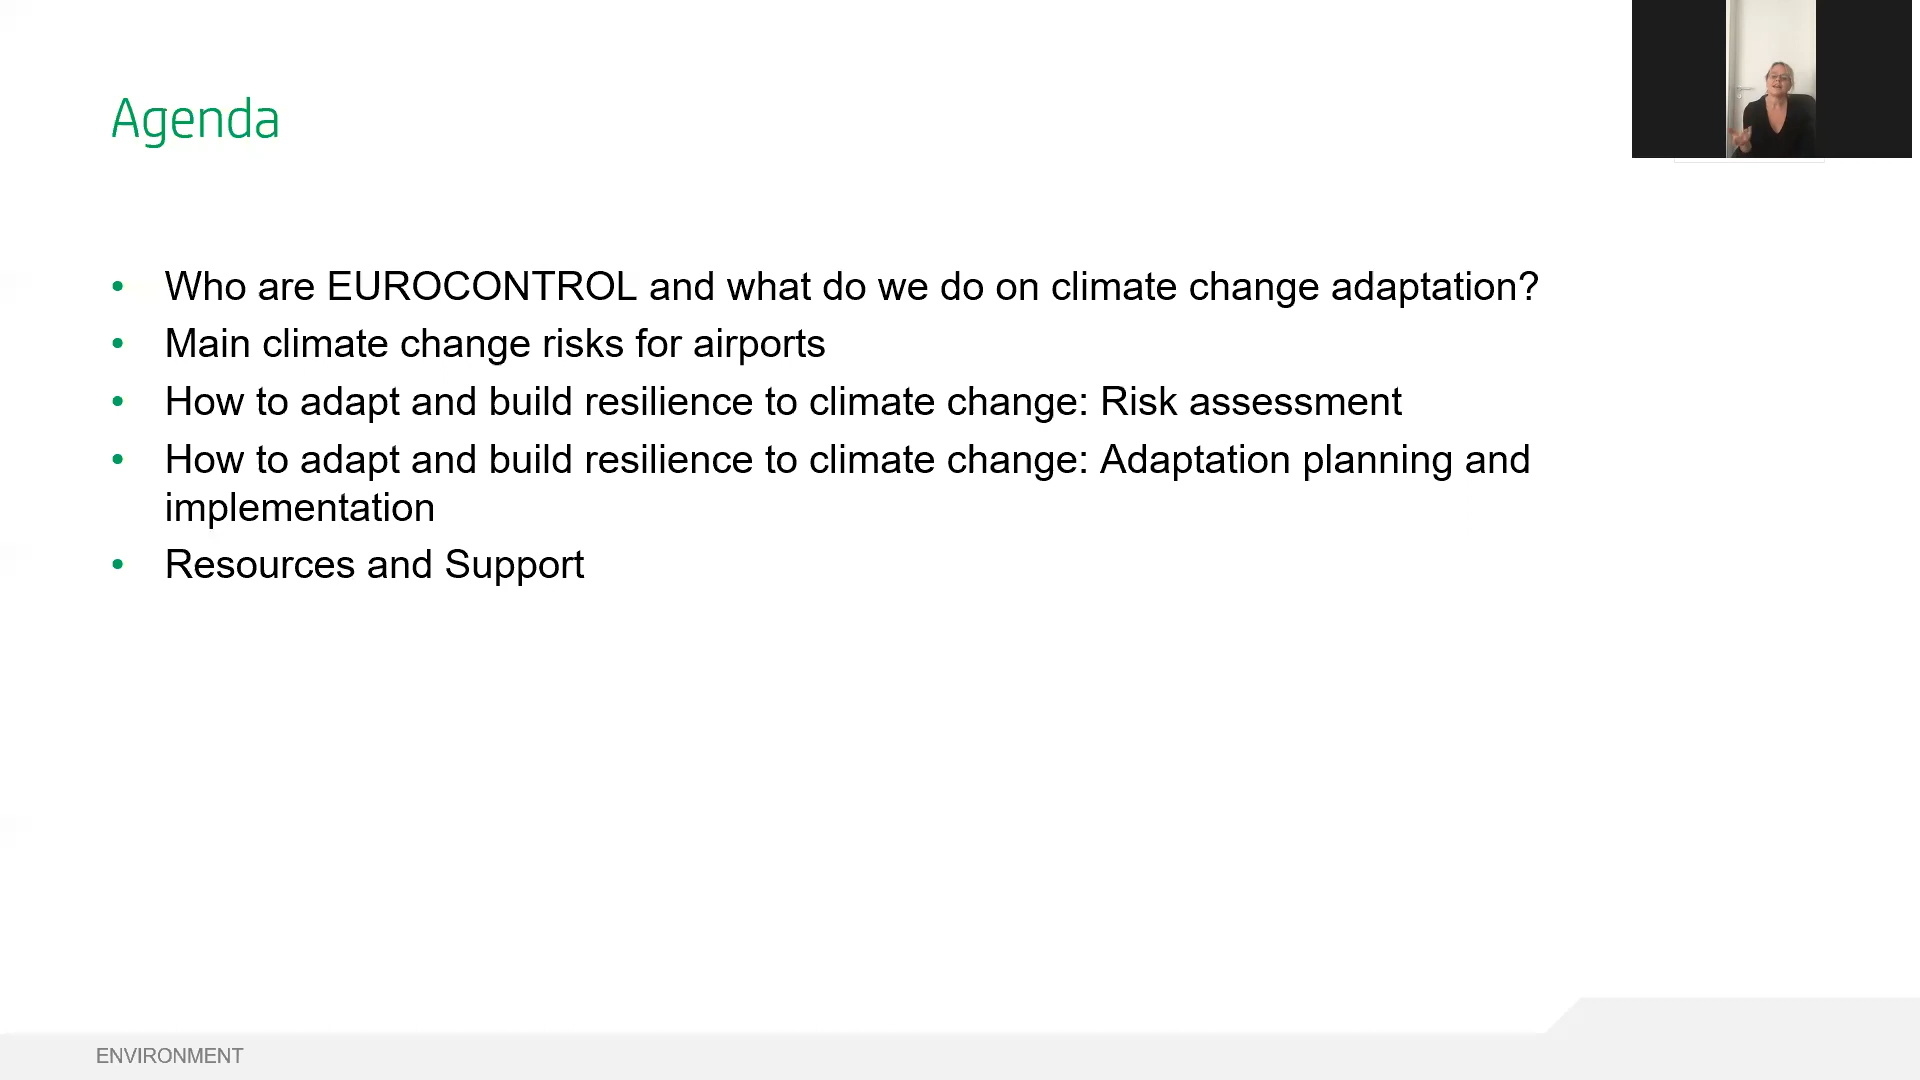 Agenda
• Who are EUROCONTROL and what do we do on climate change adaptation?
• Main climate change risks for airports
• How to adapt and build resilience to climate change: Risk assessment
• How to adapt and build resilience to climate change: Adaptation planning and
implementation
• Resources and Support
ENVIRONMENT